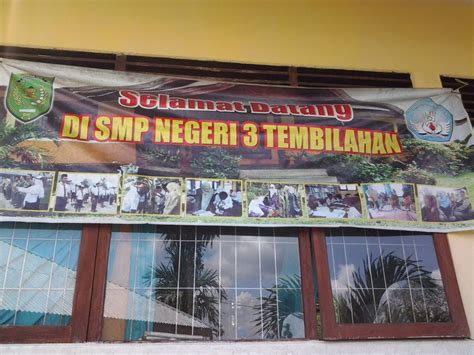 Selamat Datang
DI SMP NEGERI 3 TEMBILAHAN